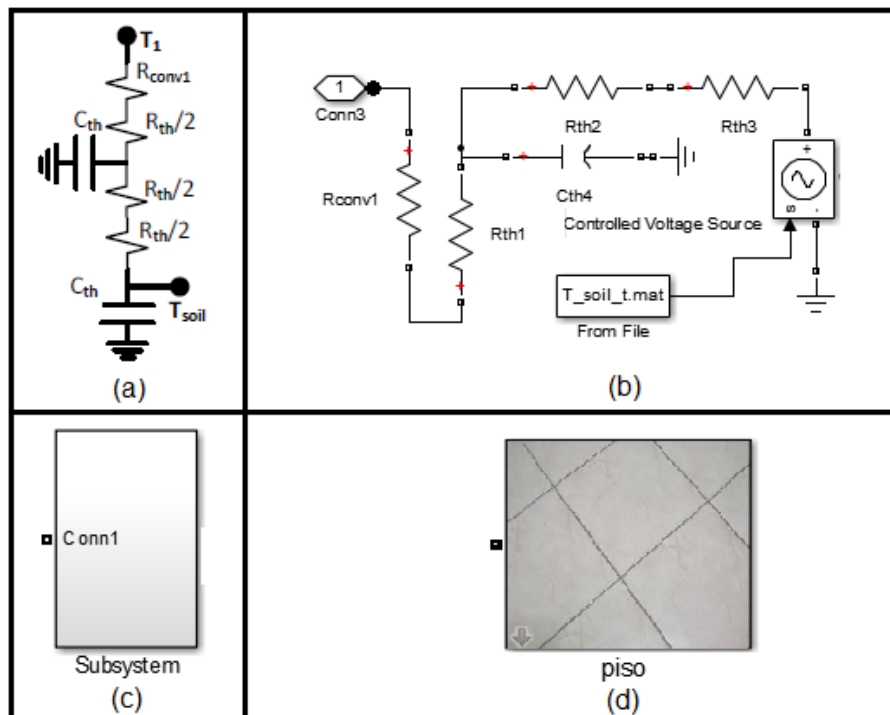 T1
Rconv1
Cth
Rth/2
Rth/2
Rth/2
Cth
Tsoil
(a)
1
Conn3
Rconv1
Rth1
Rth2
Rth3
Cth4
+
s
-
Controlled Voltage Source
T_soil_t.mat
From File
(b)
Conn1
Subsystem
(c)
piso
(d)